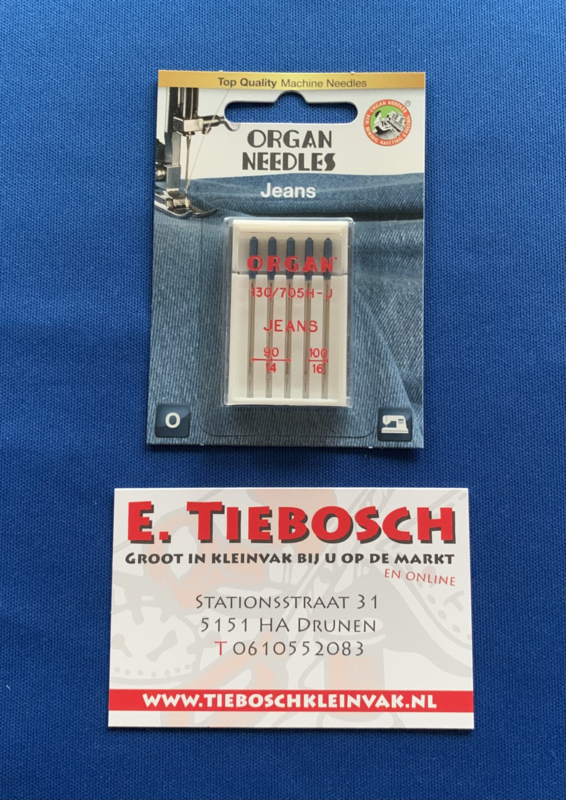 Top Quality Machine Needles
ORGAN
NEEDLES
®
Jeans
ORGAN
130/705H-J
JEANS
90 100
14 16
O
E. TIEBOSCH
GROOT IN KLEINVAK BIJ U OP DE MARKT
EN ONLINE
STATIONSSTRAAT 31
5151 HA DRUNEN
T 0610552083
WWW.TIEBOSCHKLEINVAK.NL